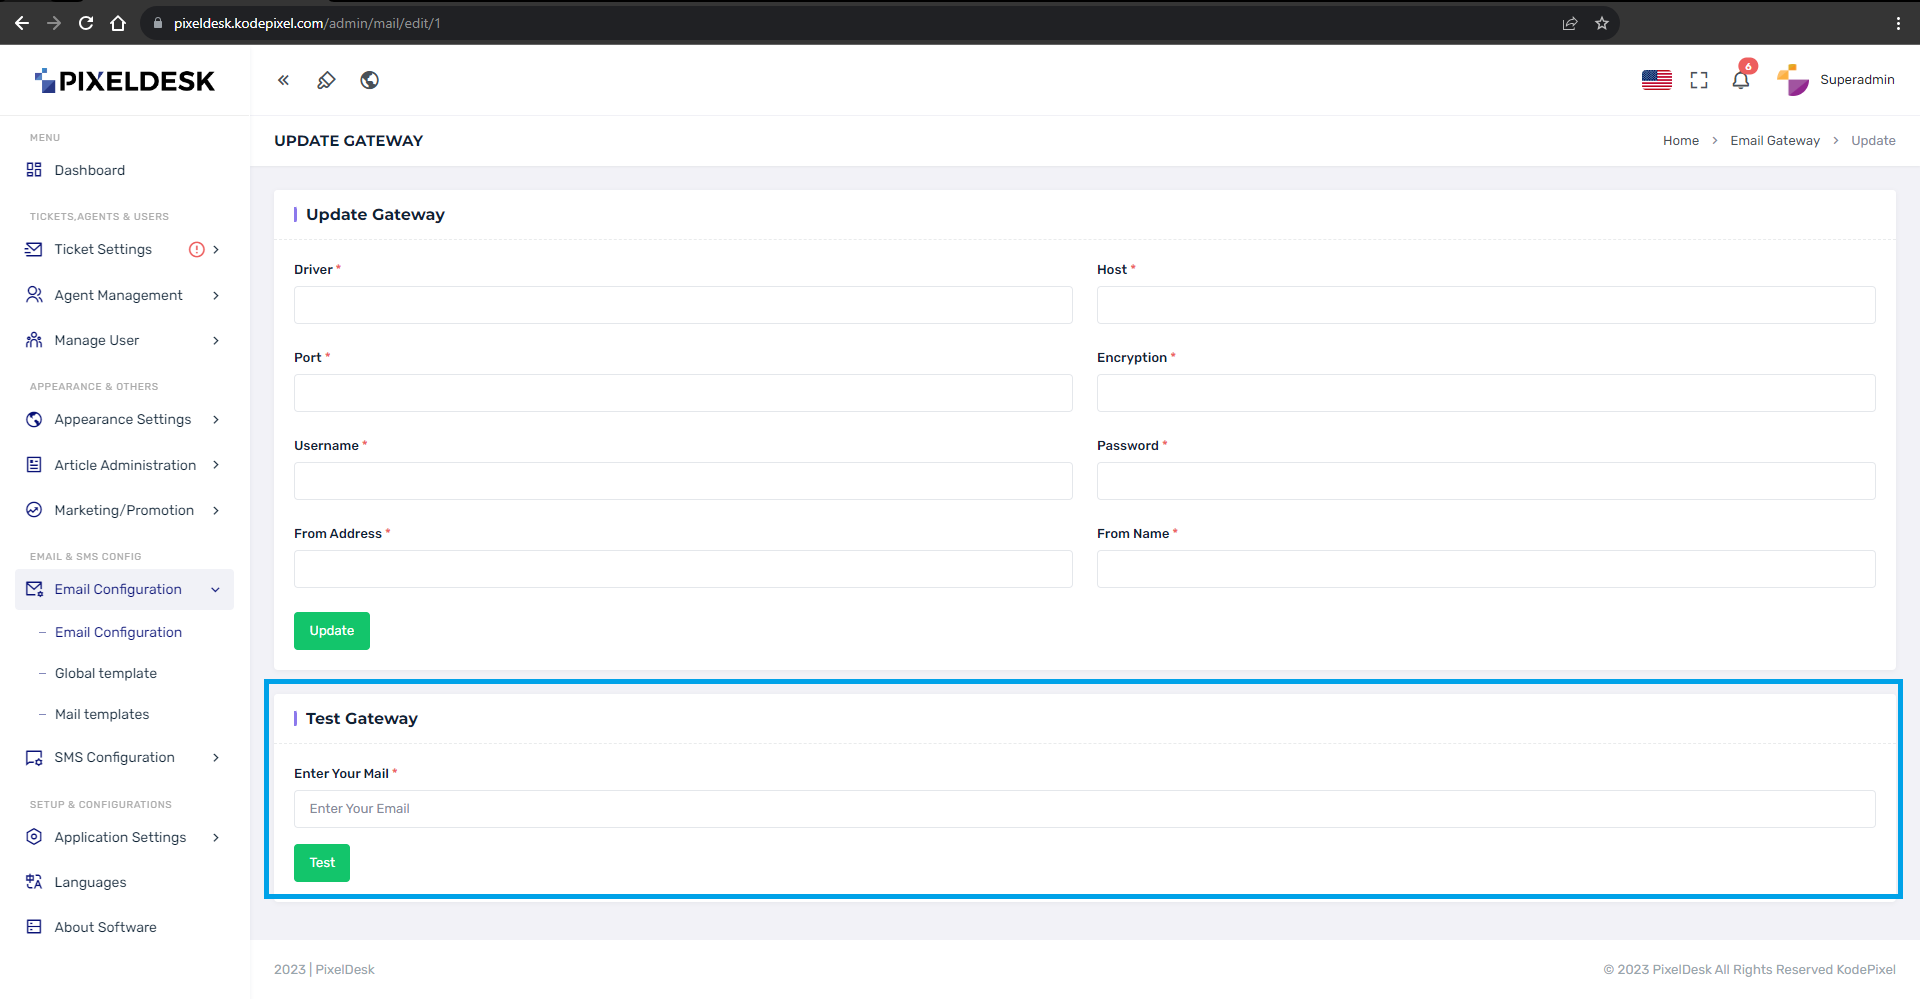 pixeldesk.kodepixel.com/admin/mail/edit/1
PIXELDESK
6
Superadmin
MENU
Dashboard
TICKETS,AGENTS & USERS
Ticket Settings
Agent Management
Manage User
APPEARANCE & OTHERS
Appearance Settings
Article Administration
Marketing/Promotion
EMAIL & SMS CONFIG
Email Configuration
– Email Configuration
– Global template
– Mail templates
SMS Configuration
SETUP & CONFIGURATIONS
Application Settings
Languages
About Software
UPDATE GATEWAY
Home > Email Gateway > Update
Update Gateway
Driver *
Host *
Port *
Encryption *
Username *
Password *
From Address *
From Name *
Update
Test Gateway
Enter Your Mail *
Enter Your Email
Test
2023 | PixelDesk
© 2023 PixelDesk All Rights Reserved KodePixel